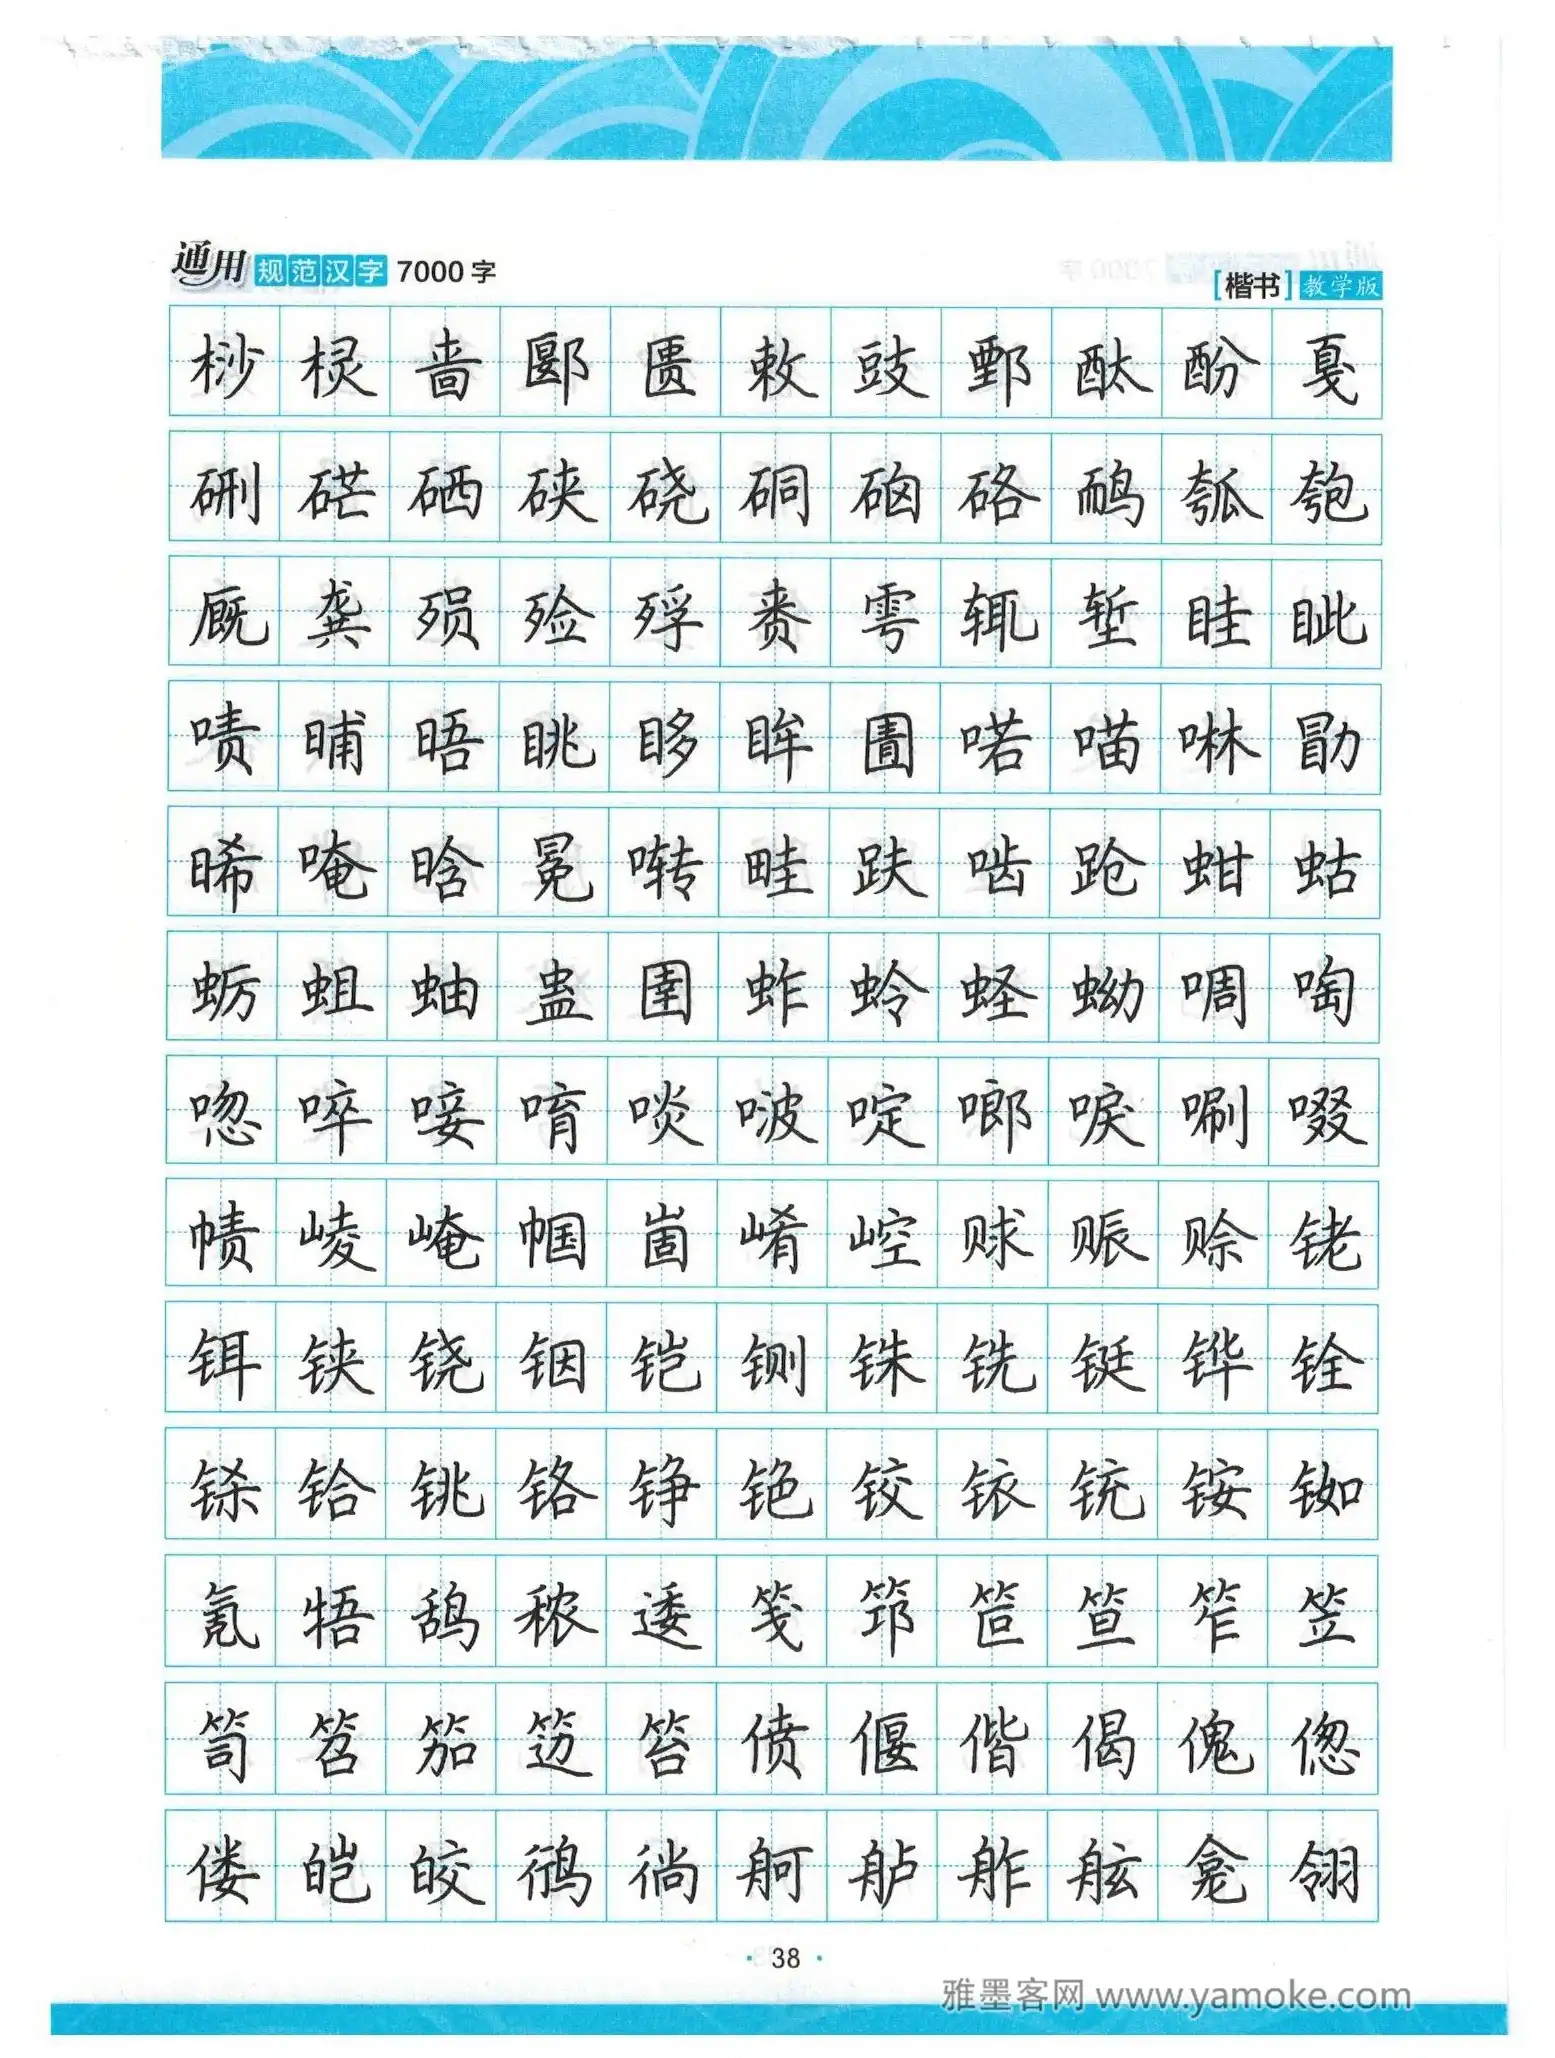 通用规范汉字 7000 字
[楷书] 教学版
桫 棂 啬 郾 匮 敕 豉 鄄 酞 酚 戛
硎 硭 硒 硖 硗 硐 硇 硌 鸸 瓠 匏
厩 龚 殒 殓 殍 赉 雩 辄 堑 眭 眦
啧 晡 晤 眺 眵 眸 圊 喏 喵 啉 勖
晞 唵 晗 冕 啭 畦 趺 啮 跄 蚶 蛄
蛎 蛆 蚰 蛊 圉 蚱 蛉 蛏 蚴 啁 啕
唿 啐 唼 唷 啖 啵 啶 啷 唳 唰 啜
帻 崚 崦 帼 崮 崤 崆 赇 赈 赊 铑
铒 铗 铙 铟 铠 铡 铢 铣 铤 铧 铨
铩 铪 铫 铬 铮 铯 铰 铱 铳 铵 铷
氪 牾 鸹 秾 逶 笺 筇 笸 笪 笮 笠
笥 笤 笳 笾 笞 偾 偃 偕 偈 傀 偬
偻 皑 皎 鸻 徜 舸 舻 舴 舷 龛 翎
· 38 ·
雅墨客网 www.yamoke.com